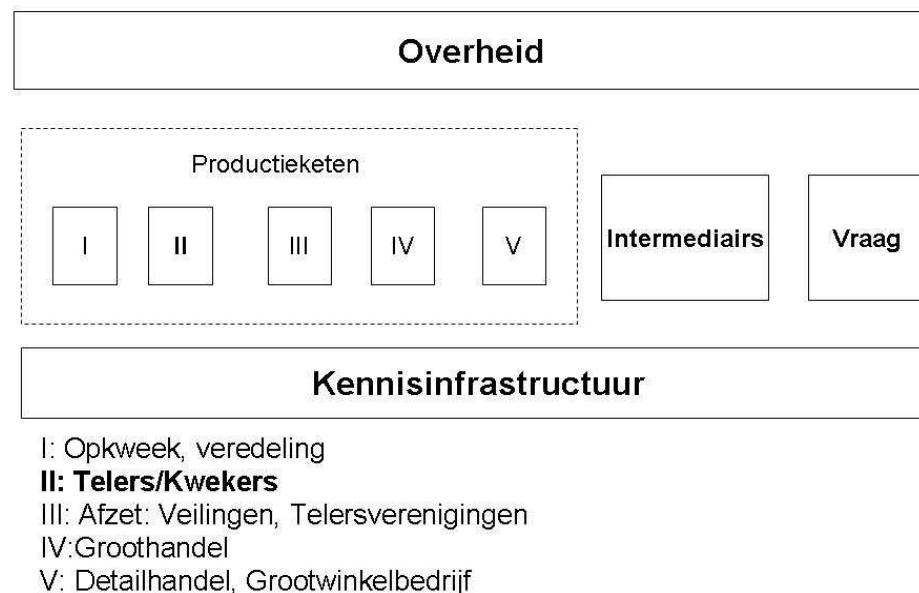 Overheid
Productieketen
I II III IV V
Intermediairs
Vraag
Kennisinfrastructuur
I: Opkweek, veredeling
II: Telers/Kwekers
III: Afzet: Veilingen, Telersverenigingen
IV:Groothandel
V: Detailhandel, Grootwinkelbedrijf